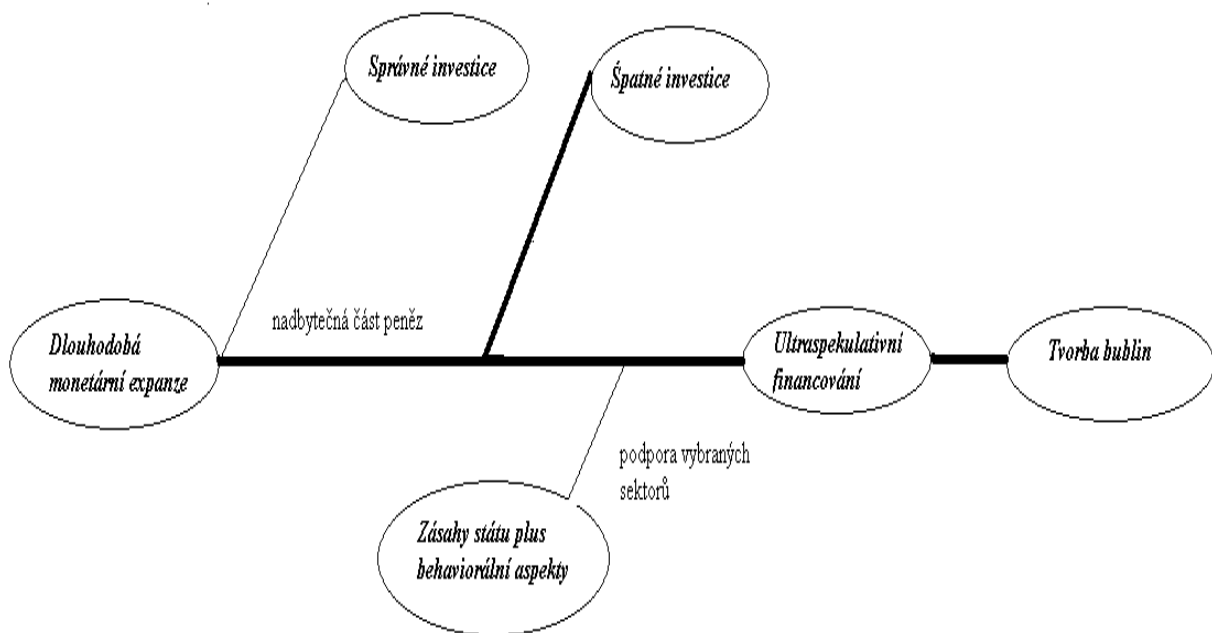 Správné investice
Špatné investice
nadbytečná část peněz
Dlouhodobá
monetární expanze
Ultraspekulativní
financování
Tvorba bublin
podpora vybraných
sektorů
Zásahy státu plus
behaviorální aspekty